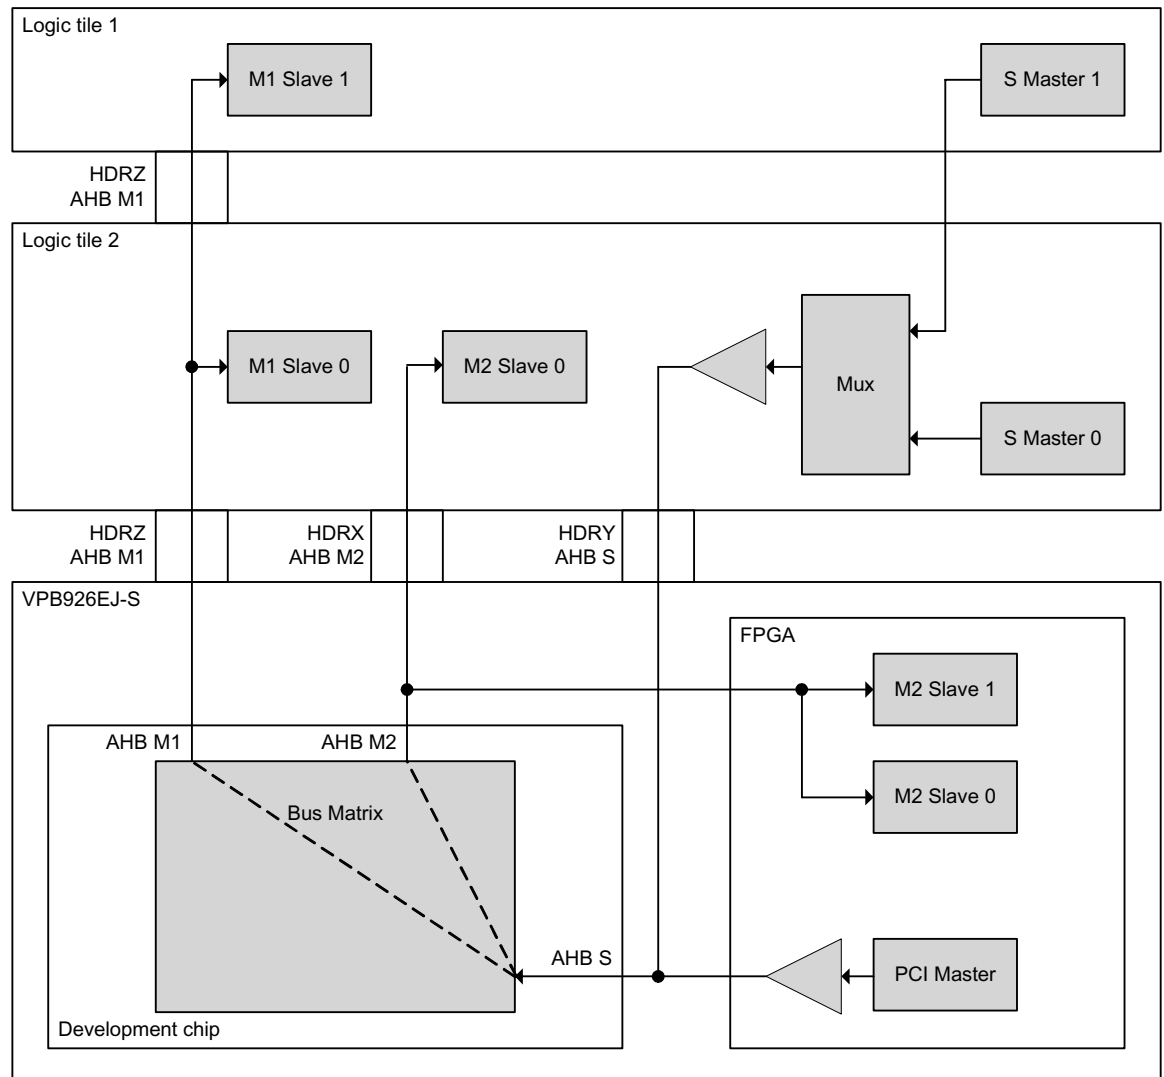 Logic tile 1
M1 Slave 1
S Master 1
HDRZ
AHB M1
Logic tile 2
M1 Slave 0
M2 Slave 0
Mux
S Master 0
HDRZ
AHB M1
HDRX
AHB M2
HDRY
AHB S
VPB926EJ-S
FPGA
M2 Slave 1
AHB M1
AHB M2
M2 Slave 0
Bus Matrix
AHB S
PCI Master
Development chip